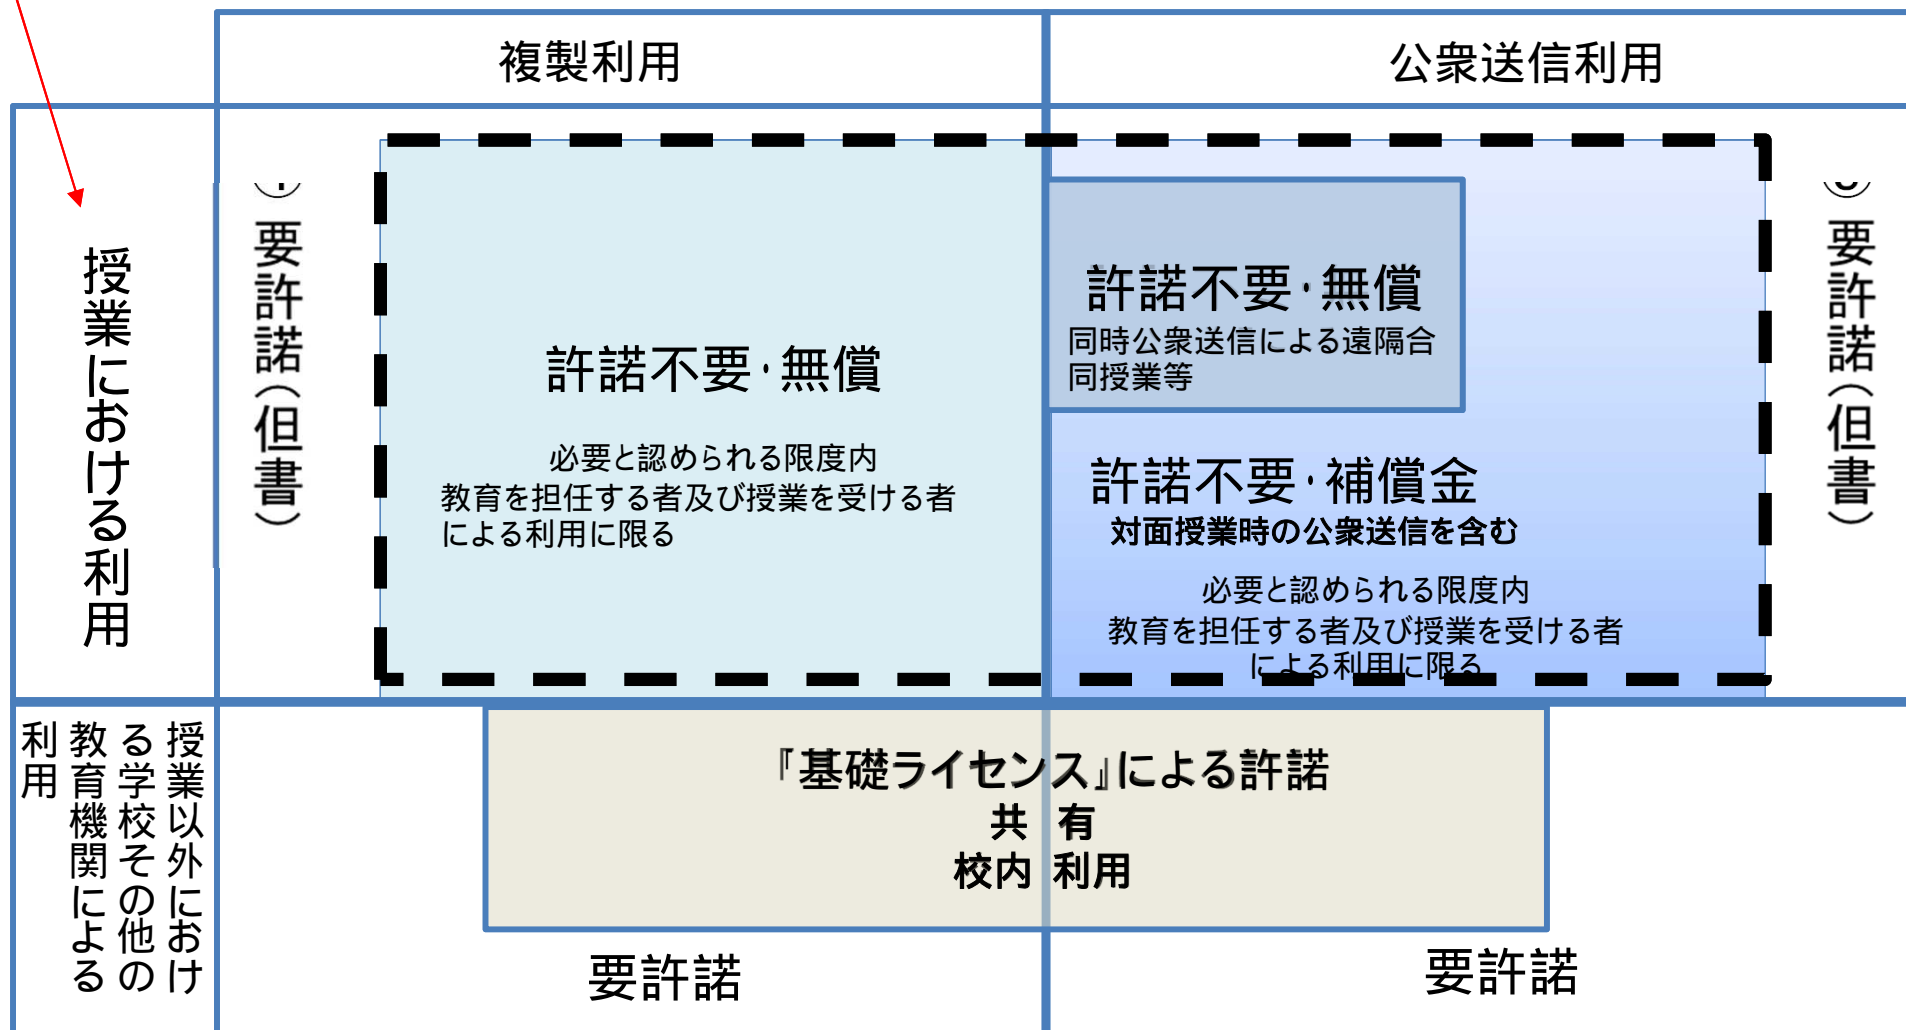 複製利用
公衆送信利用
授業における利用
要許諾(但書)
許諾不要・無償
必要と認められる限度内
教育を担任する者及び授業を受ける者
による利用に限る
許諾不要・無償
同時公衆送信による遠隔合
同授業等
許諾不要・補償金
対面授業時の公衆送信を含む
必要と認められる限度内
教育を担任する者及び授業を受ける者
による利用に限る
要許諾(但書)
授業以外におけ
る学校その他の
教育機関による
利用
『基礎ライセンス』による許諾
共 有
校内 利用
要許諾
要許諾